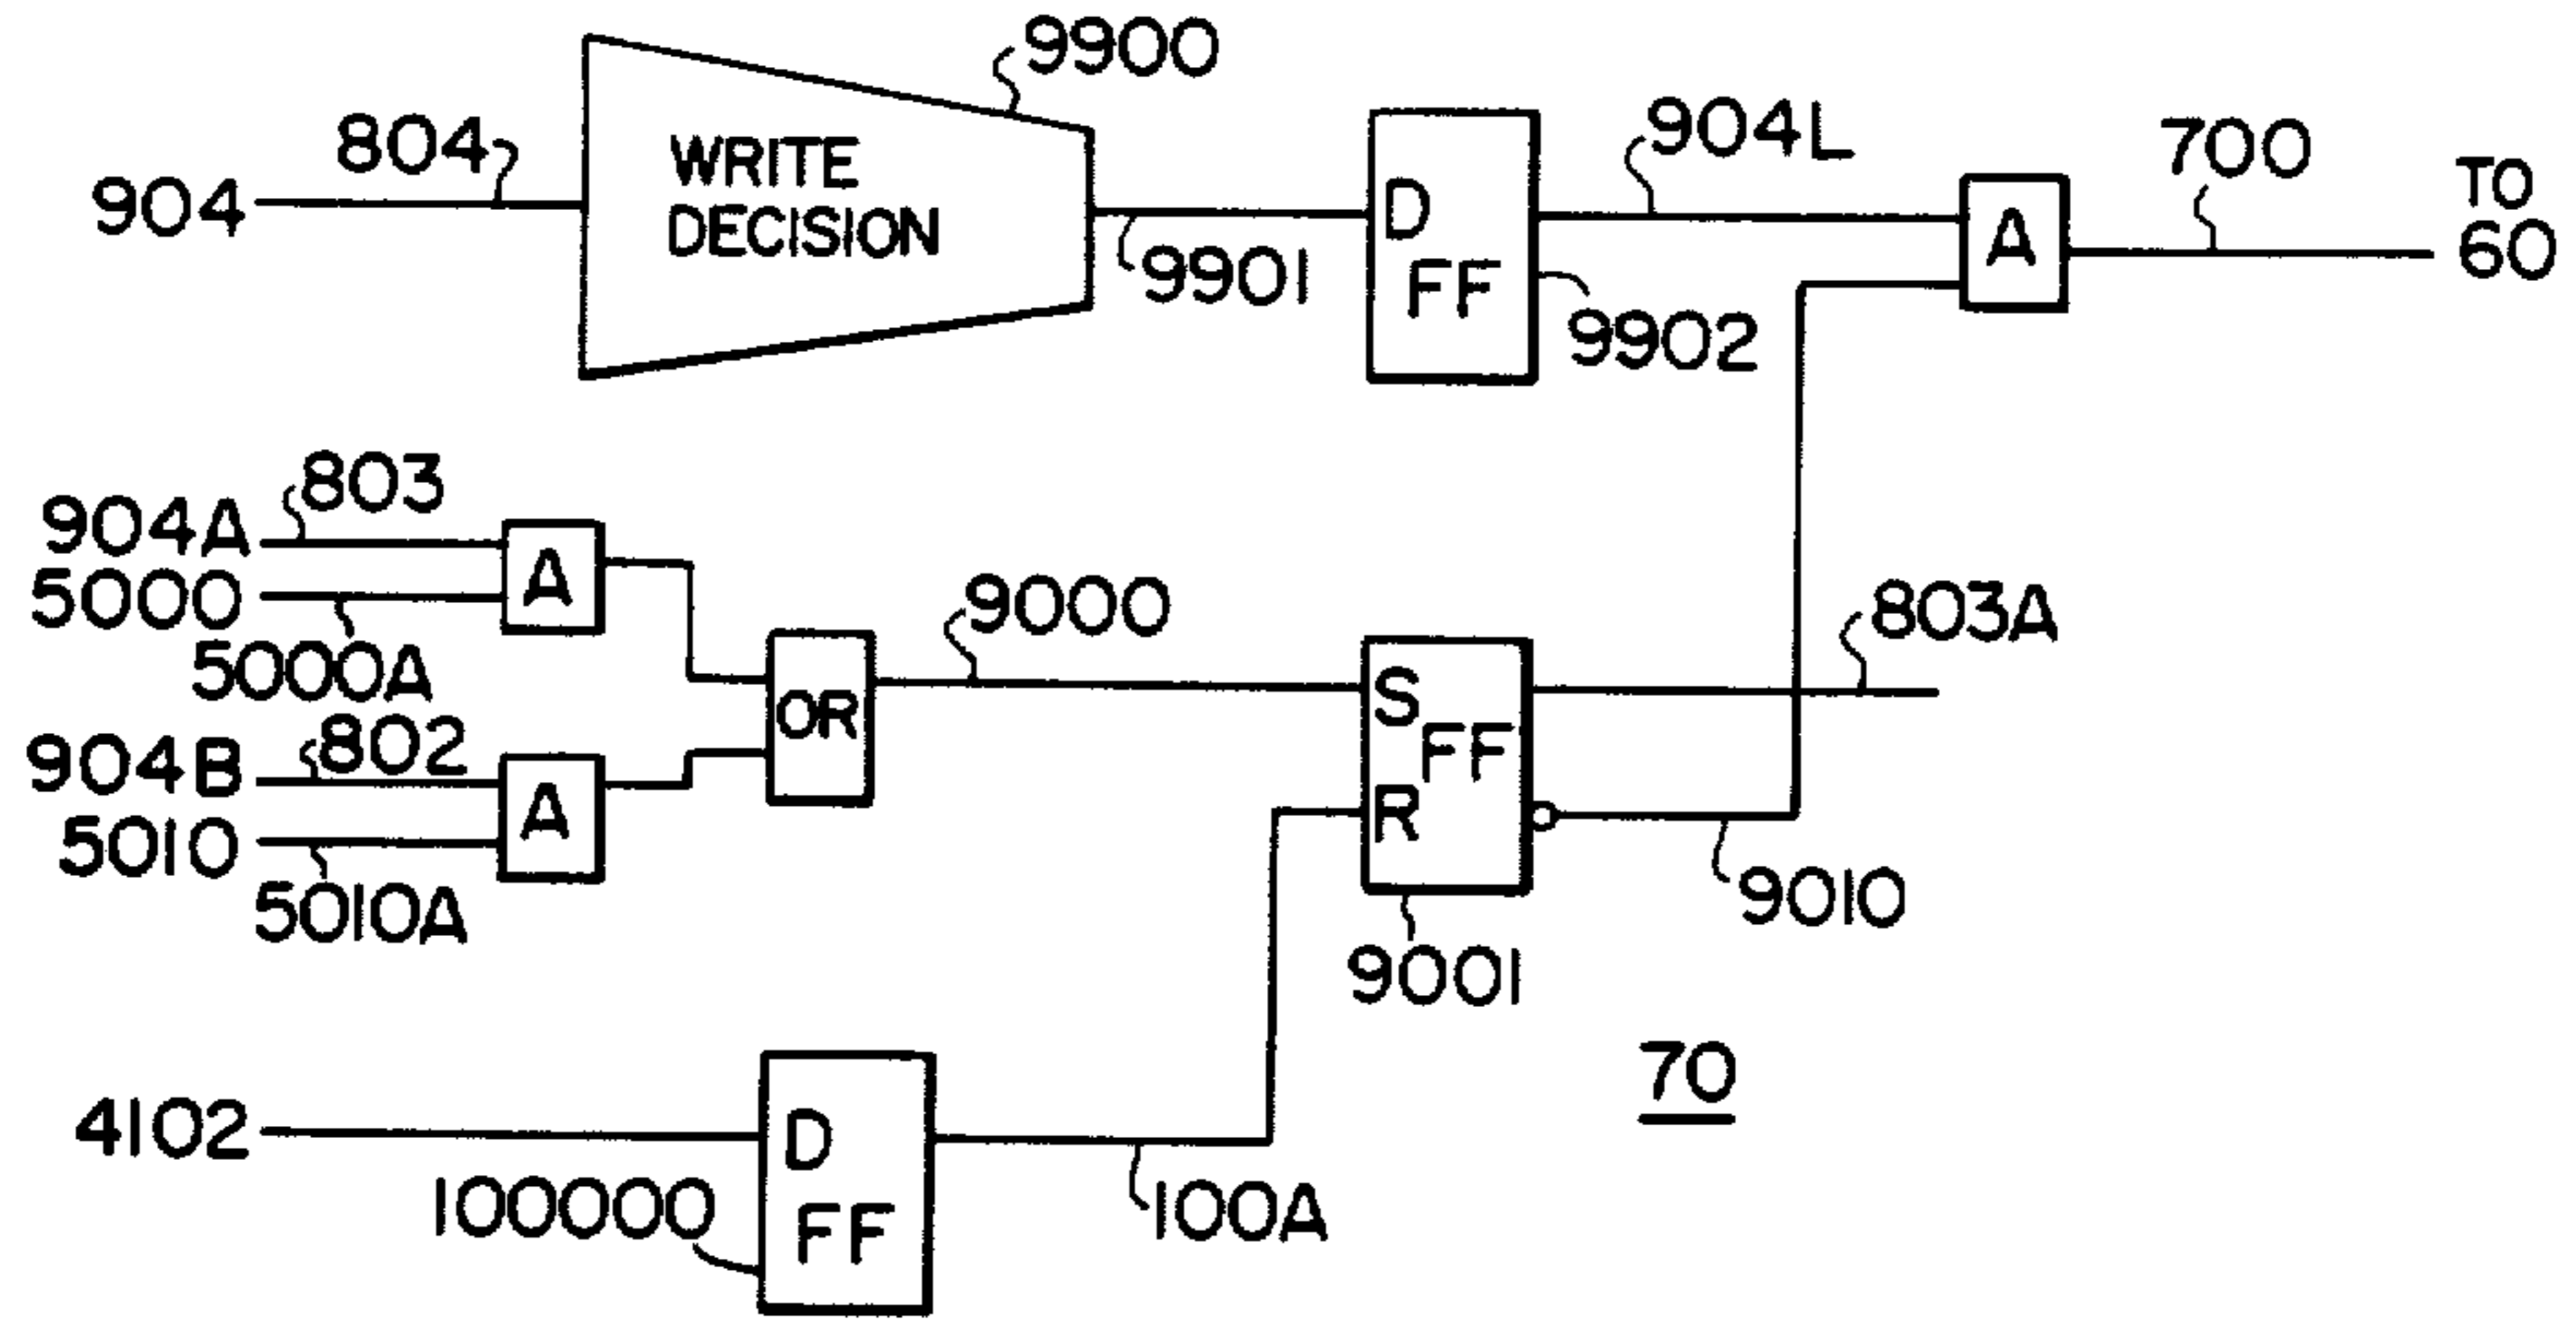 9900
804
904
WRITE
DECISION
9901
D
FF
9902
904L
A
700
TO
60
904A
803
5000
5000A
A
904B
802
5010
5010A
A
OR
9000
S
FF
R
9001
803A
9010
4102
D
FF
100000
100A
70